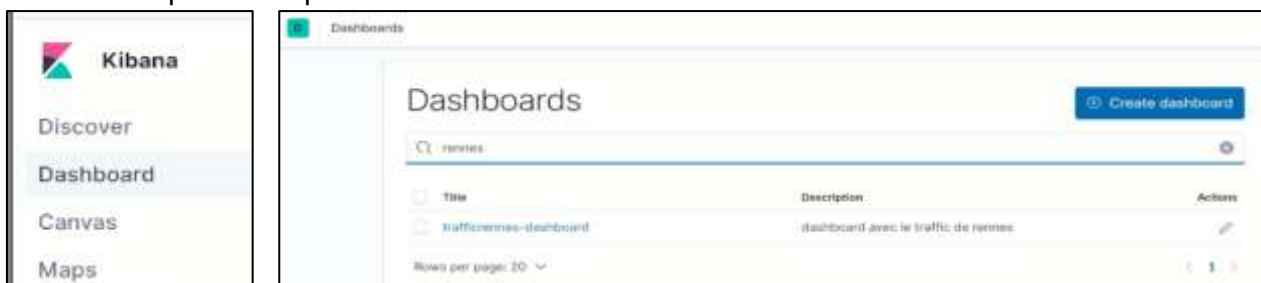 Kibana
Discover
Dashboard
Canvas
Maps
D Dashboards
Dashboards
Create dashboard
rennes
Title Description Actions
trafficrennes-dashboard dashboard avec le traffic de rennes
Rows per page: 20 1